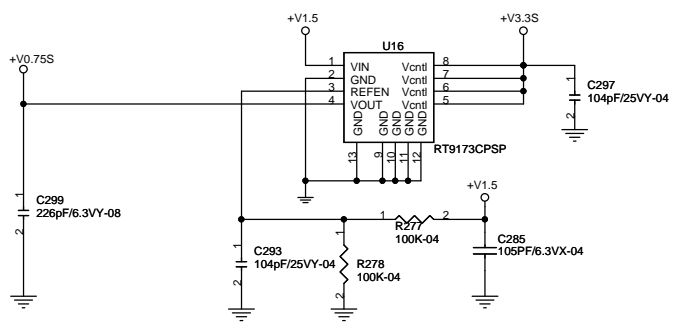 +V1.5
+V3.3S
+V0.75S
U16
1 VIN Vcntl 8
2 GND Vcntl 7
3 REFEN Vcntl 6
4 VOUT Vcntl 5
GND GND GND GND GND
13 9 10 11 12
RT9173CPSP
1
C297
104pF/25VY-04
2
+V1.5
1
C299
226pF/6.3VY-08
2
1 2
R277
100K-04
1
C293
104pF/25VY-04
2
1
R278
100K-04
2
C285
105PF/6.3VX-04